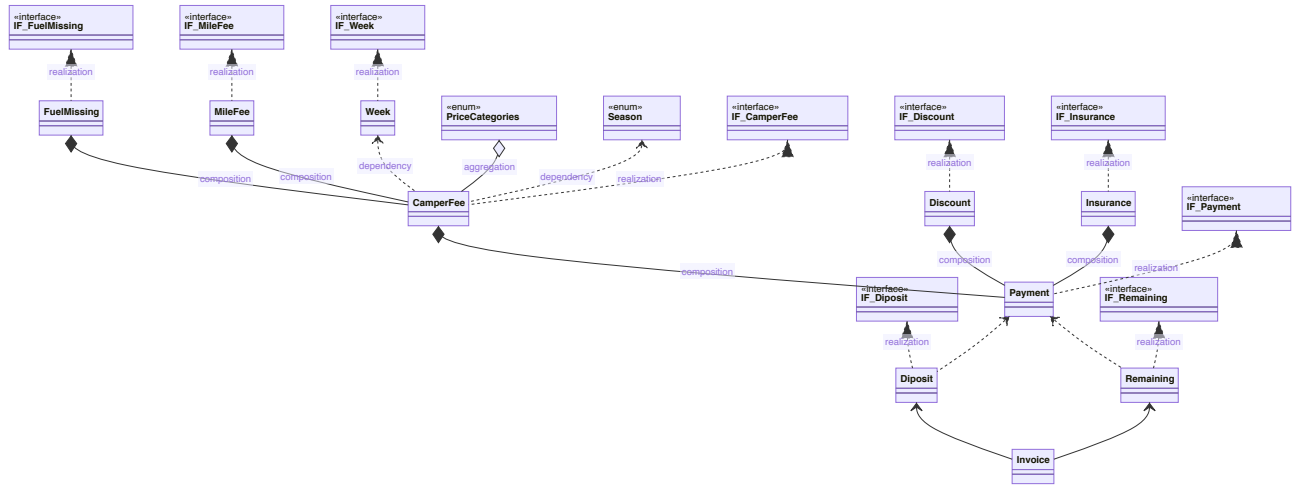 «interface»
IF_FuelMissing
«interface»
IF_MileFee
«interface»
IF_Week
realization
realization
realization
FuelMissing
MileFee
Week
«enum»
PriceCategories
«enum»
Season
«interface»
IF_CamperFee
«interface»
IF_Discount
«interface»
IF_Insurance
composition
composition
dependency
aggregation
dependency
realization
realization
realization
CamperFee
Discount
Insurance
«interface»
IF_Payment
composition
composition
composition
realization
«interface»
IF_Diposit
Payment
«interface»
IF_Remaining
realization
realization
Diposit
Remaining
Invoice